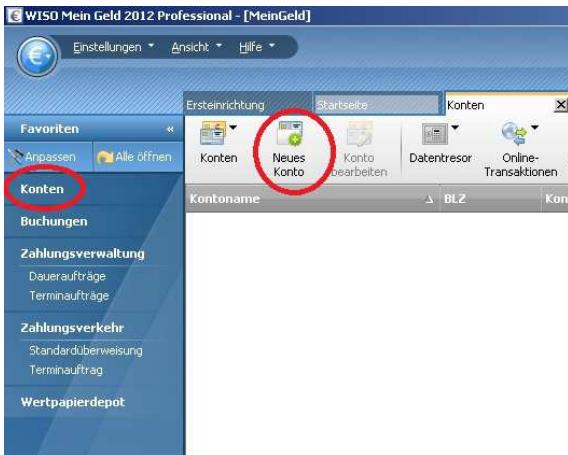 WISO Mein Geld 2012 Professional - [MeinGeld]
Einstellungen Ansicht Hilfe
Ersteinrichtung Startseite Konten
Favoriten «
Anpassen Alle öffnen
Konten Neues Konto Konto bearbeiten Datentresor Online-Transaktionen
Kontoname BLZ Kon
Konten
Buchungen
Zahlungsverwaltung
Daueraufträge
Terminaufträge
Zahlungsverkehr
Standardüberweisung
Terminauftrag
Wertpapierdepot